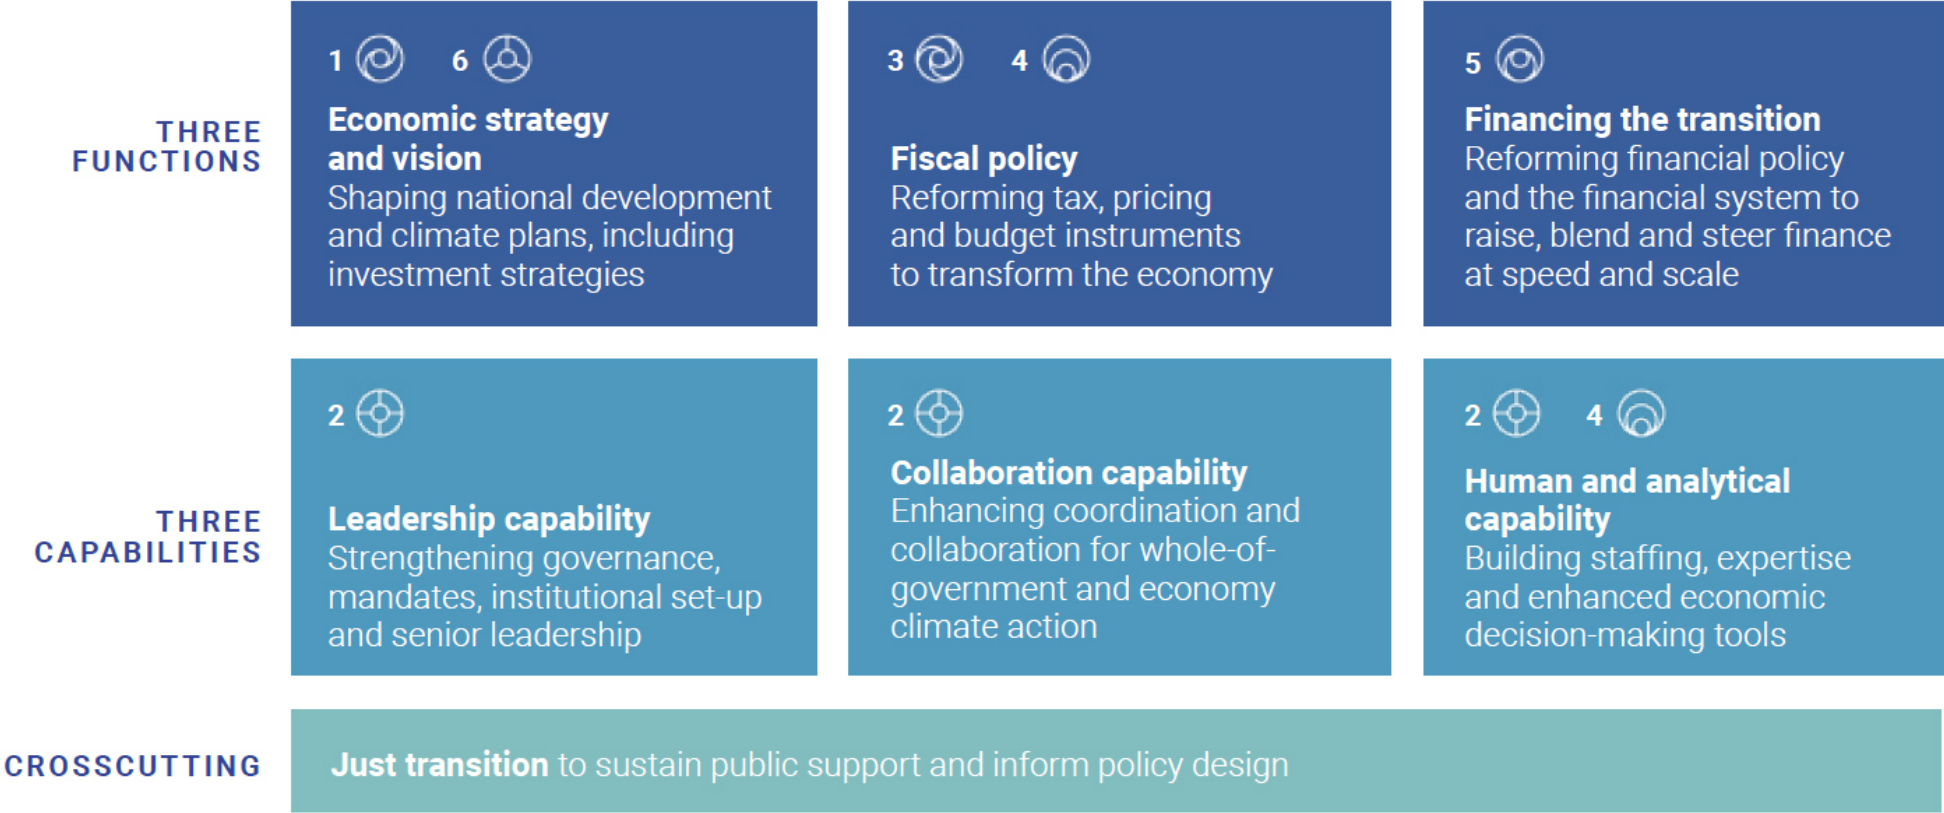 THREE
FUNCTIONS
1 6
Economic strategy
and vision
Shaping national development
and climate plans, including
investment strategies
3 4
Fiscal policy
Reforming tax, pricing
and budget instruments
to transform the economy
5
Financing the transition
Reforming financial policy
and the financial system to
raise, blend and steer finance
at speed and scale
THREE
CAPABILITIES
2
Leadership capability
Strengthening governance,
mandates, institutional set-up
and senior leadership
2
Collaboration capability
Enhancing coordination and
collaboration for whole-of-
government and economy
climate action
2 4
Human and analytical
capability
Building staffing, expertise
and enhanced economic
decision-making tools
CROSSCUTTING
Just transition to sustain public support and inform policy design